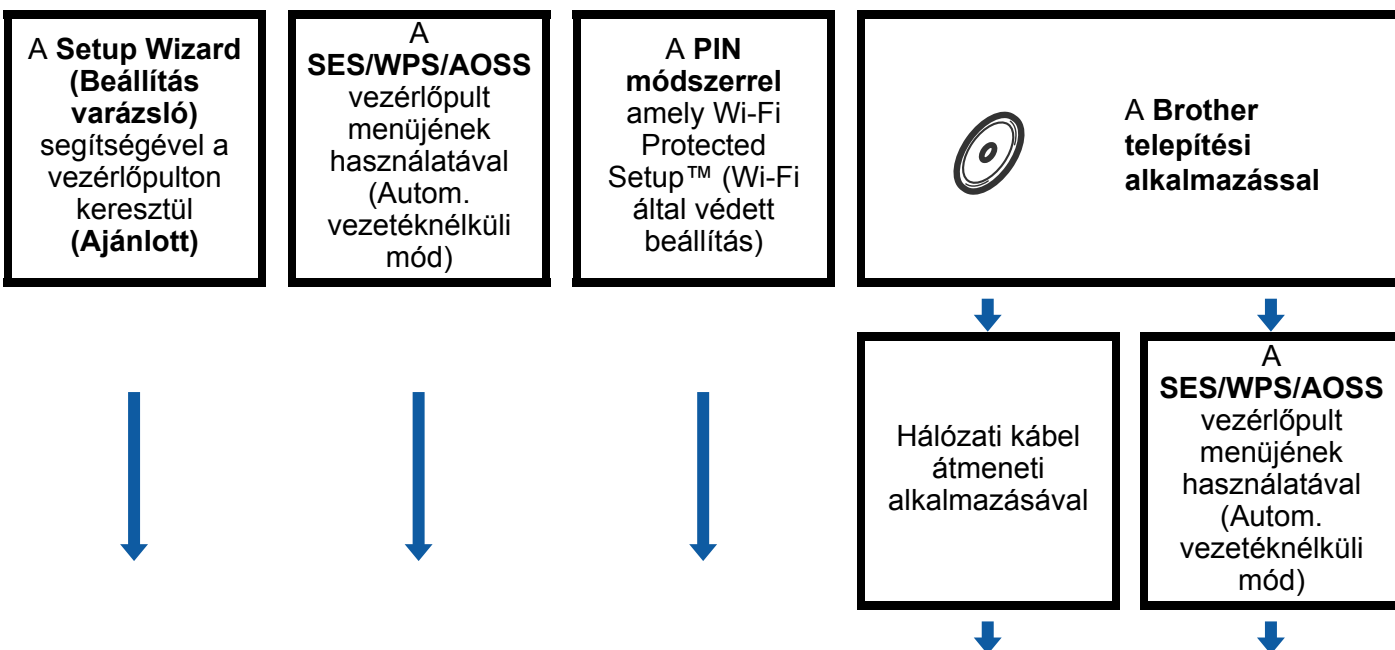 A Setup Wizard
(Beállítás
varázsló)
segítségével a
vezérlőpulton
keresztül
(Ajánlott)
A
SES/WPS/AOSS
vezérlőpult
menüjének
használatával
(Autom.
vezetéknélküli
mód)
A PIN
módszerrel
amely Wi-Fi
Protected
Setup™ (Wi-Fi
által védett
beállítás)
A Brother
telepítési
alkalmazással
Hálózati kábel
átmeneti
alkalmazásával
A
SES/WPS/AOSS
vezérlőpult
menüjének
használatával
(Autom.
vezetéknélküli
mód)